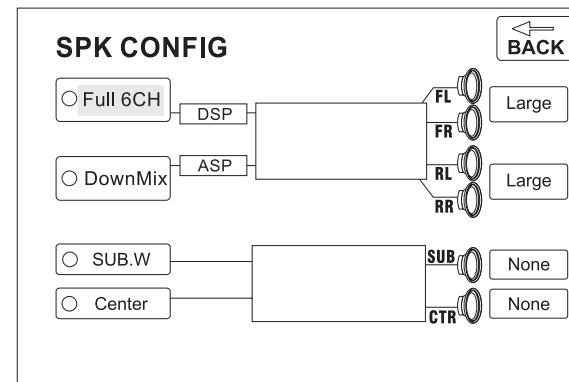 SPK CONFIG
BACK
Full 6CH
DSP
FL
Large
FR
DownMix
ASP
RL
Large
RR
SUB.W
SUB
None
Center
CTR
None